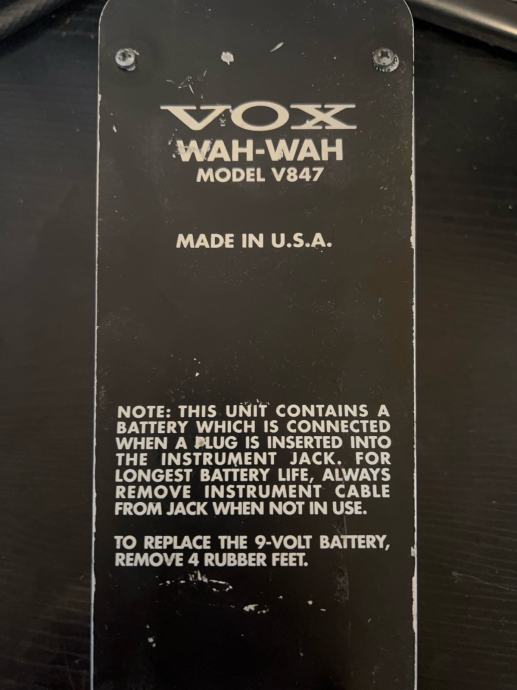 VOX
WAH-WAH
MODEL V847
MADE IN U.S.A.
NOTE: THIS UNIT CONTAINS A
BATTERY WHICH IS CONNECTED
WHEN A PLUG IS INSERTED INTO
THE INSTRUMENT JACK. FOR
LONGEST BATTERY LIFE, ALWAYS
REMOVE INSTRUMENT CABLE
FROM JACK WHEN NOT IN USE.
TO REPLACE THE 9-VOLT BATTERY,
REMOVE 4 RUBBER FEET.